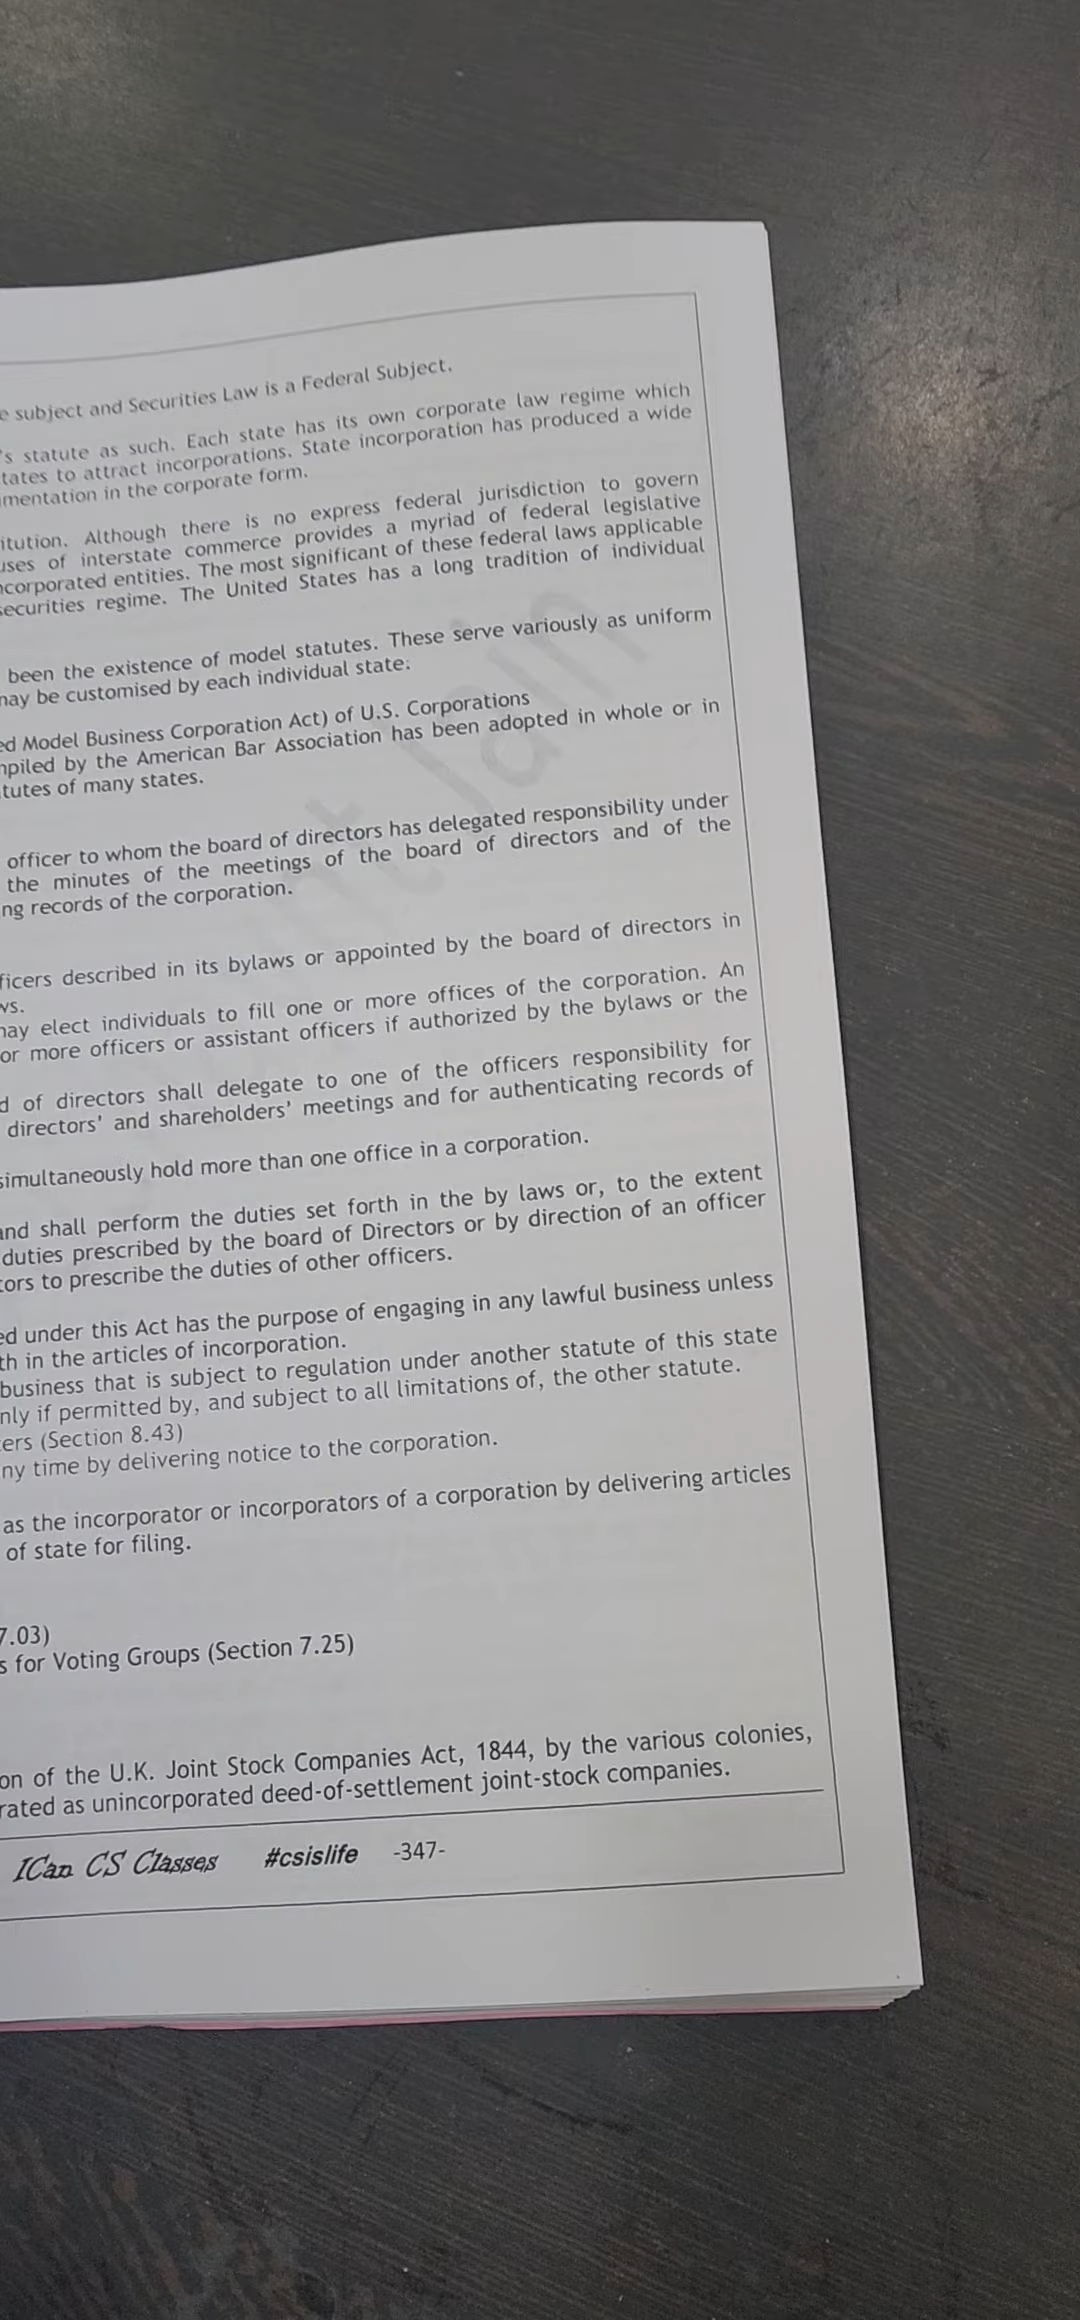 subject and Securities Law is a Federal Subject.
's statute as such. Each state has its own corporate law regime which
tates to attract incorporations. State incorporation has produced a wide
mentation in the corporate form.
itution. Although there is no express federal jurisdiction to govern
uses of interstate commerce provides a myriad of federal legislative
ncorporated entities. The most significant of these federal laws applicable
securities regime. The United States has a long tradition of individual
been the existence of model statutes. These serve variously as uniform
may be customised by each individual state:
ed Model Business Corporation Act) of U.S. Corporations
mpiled by the American Bar Association has been adopted in whole or in
tutes of many states.
officer to whom the board of directors has delegated responsibility under
the minutes of the meetings of the board of directors and of the
ng records of the corporation.
ficers described in its bylaws or appointed by the board of directors in
ws.
may elect individuals to fill one or more offices of the corporation. An
or more officers or assistant officers if authorized by the bylaws or the
d of directors shall delegate to one of the officers responsibility for
directors' and shareholders' meetings and for authenticating records of
simultaneously hold more than one office in a corporation.
and shall perform the duties set forth in the by laws or, to the extent
duties prescribed by the board of Directors or by direction of an officer
tors to prescribe the duties of other officers.
ed under this Act has the purpose of engaging in any lawful business unless
th in the articles of incorporation.
business that is subject to regulation under another statute of this state
nly if permitted by, and subject to all limitations of, the other statute.
cers (Section 8.43)
ny time by delivering notice to the corporation.
as the incorporator or incorporators of a corporation by delivering articles
of state for filing.
7.03)
s for Voting Groups (Section 7.25)
on of the U.K. Joint Stock Companies Act, 1844, by the various colonies,
rated as unincorporated deed-of-settlement joint-stock companies.
ICan CS Classes #csislife -347-